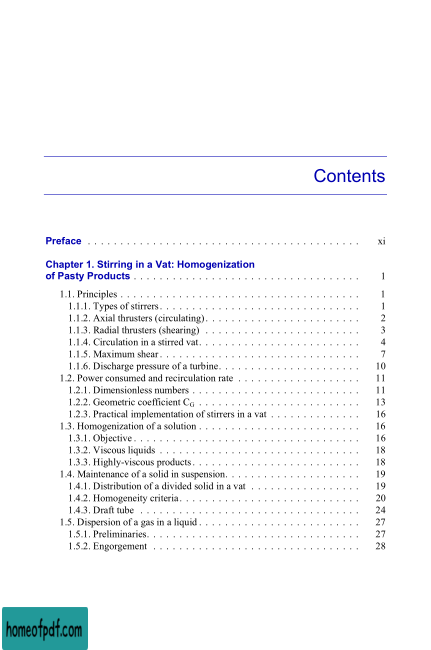 Contents
Preface . . . . . . . . . . . . . . . . . . . . . . . . . . . . . . . . . . . . . . . . . . xi
Chapter 1. Stirring in a Vat: Homogenization
of Pasty Products . . . . . . . . . . . . . . . . . . . . . . . . . . . . . . . . . . . 1
1.1. Principles . . . . . . . . . . . . . . . . . . . . . . . . . . . . . . . . . . . . . 1
1.1.1. Types of stirrers. . . . . . . . . . . . . . . . . . . . . . . . . . . . . . . 1
1.1.2. Axial thrusters (circulating). . . . . . . . . . . . . . . . . . . . . . . . 2
1.1.3. Radial thrusters (shearing) . . . . . . . . . . . . . . . . . . . . . . . . 3
1.1.4. Circulation in a stirred vat. . . . . . . . . . . . . . . . . . . . . . . . . 4
1.1.5. Maximum shear. . . . . . . . . . . . . . . . . . . . . . . . . . . . . . . 7
1.1.6. Discharge pressure of a turbine. . . . . . . . . . . . . . . . . . . . . . 10
1.2. Power consumed and recirculation rate . . . . . . . . . . . . . . . . . . . 11
1.2.1. Dimensionless numbers . . . . . . . . . . . . . . . . . . . . . . . . . . 11
1.2.2. Geometric coefficient CG . . . . . . . . . . . . . . . . . . . . . . . . . 13
1.2.3. Practical implementation of stirrers in a vat . . . . . . . . . . . . . . 16
1.3. Homogenization of a solution . . . . . . . . . . . . . . . . . . . . . . . . . 16
1.3.1. Objective . . . . . . . . . . . . . . . . . . . . . . . . . . . . . . . . . . . 16
1.3.2. Viscous liquids . . . . . . . . . . . . . . . . . . . . . . . . . . . . . . . 18
1.3.3. Highly-viscous products. . . . . . . . . . . . . . . . . . . . . . . . . . 18
1.4. Maintenance of a solid in suspension. . . . . . . . . . . . . . . . . . . . . 19
1.4.1. Distribution of a divided solid in a vat . . . . . . . . . . . . . . . . . 19
1.4.2. Homogeneity criteria. . . . . . . . . . . . . . . . . . . . . . . . . . . . 20
1.4.3. Draft tube . . . . . . . . . . . . . . . . . . . . . . . . . . . . . . . . . . 24
1.5. Dispersion of a gas in a liquid . . . . . . . . . . . . . . . . . . . . . . . . . 27
1.5.1. Preliminaries. . . . . . . . . . . . . . . . . . . . . . . . . . . . . . . . . 27
1.5.2. Engorgement . . . . . . . . . . . . . . . . . . . . . . . . . . . . . . . . 28
homeofpdf.com